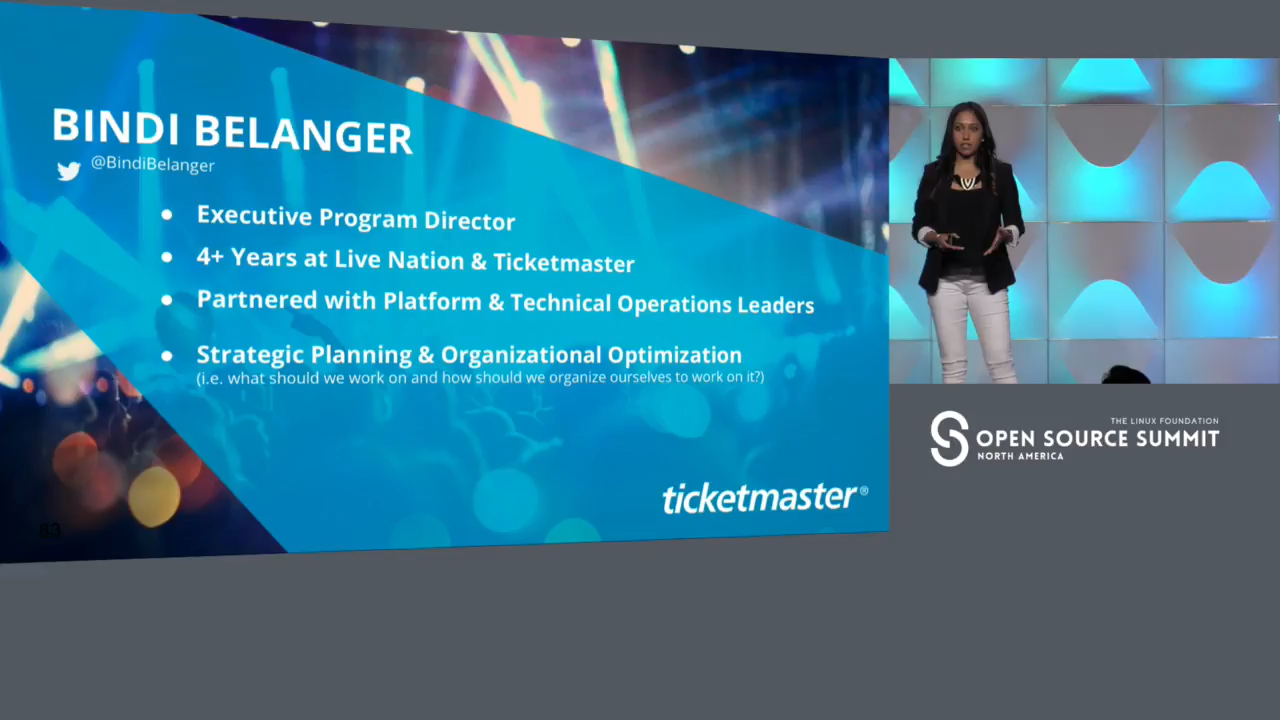 BINDI BELANGER
@BindiBelanger
• Executive Program Director
• 4+ Years at Live Nation & Ticketmaster
• Partnered with Platform & Technical Operations Leaders
• Strategic Planning & Organizational Optimization
(i.e. what should we work on and how should we organize ourselves to work on it?)
ticketmaster®
83
THE LINUX FOUNDATION
OPEN SOURCE SUMMIT
NORTH AMERICA